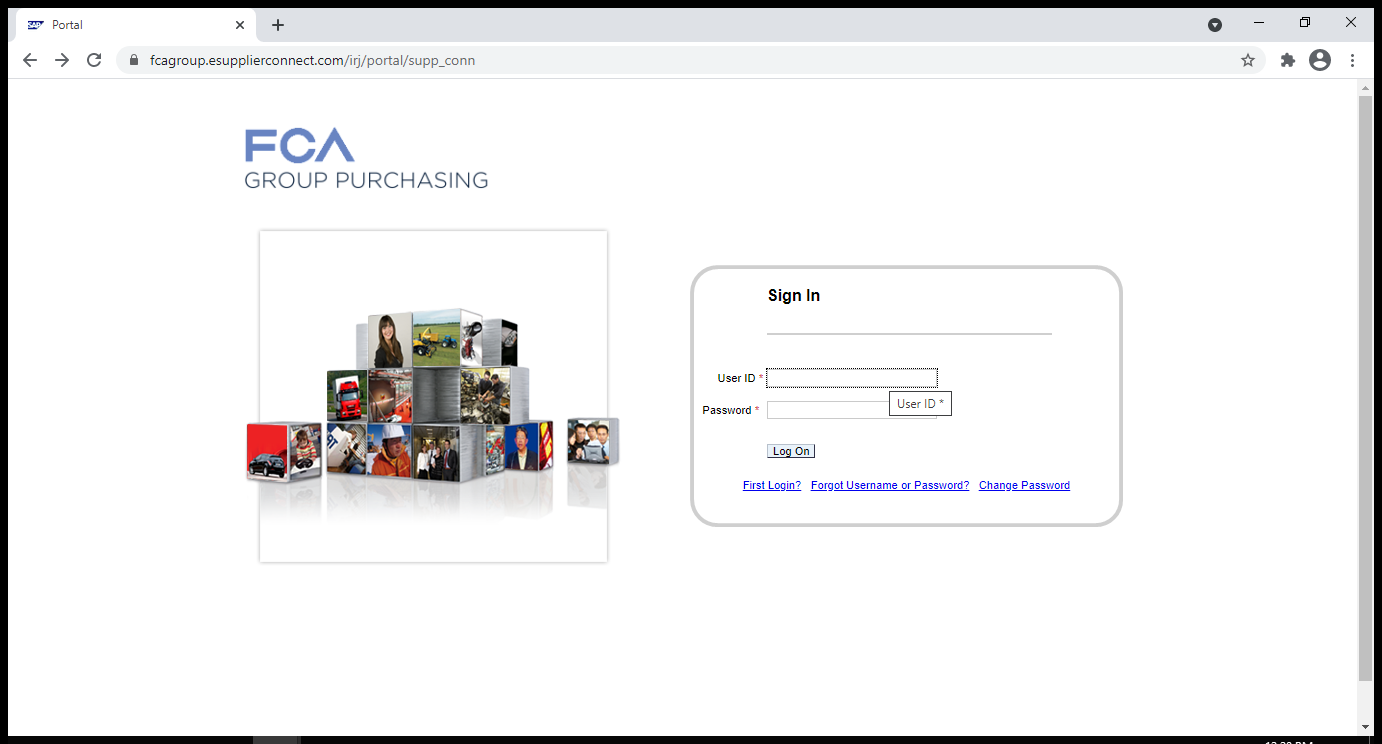 SAP Portal
fcagroup.esupplierconnect.com/irj/portal/supp_conn
FCA
GROUP PURCHASING
Sign In
User ID *
Password *
User ID *
Log On
First Login? Forgot Username or Password? Change Password